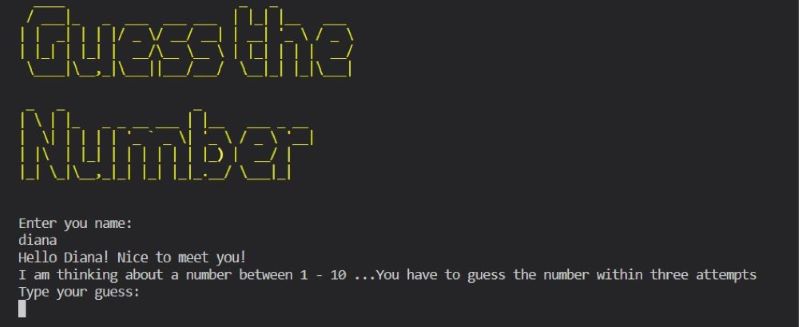 Guess the
Number
Enter you name:
diana
Hello Diana! Nice to meet you!
I am thinking about a number between 1 - 10 ...You have to guess the number within three attempts
Type your guess: